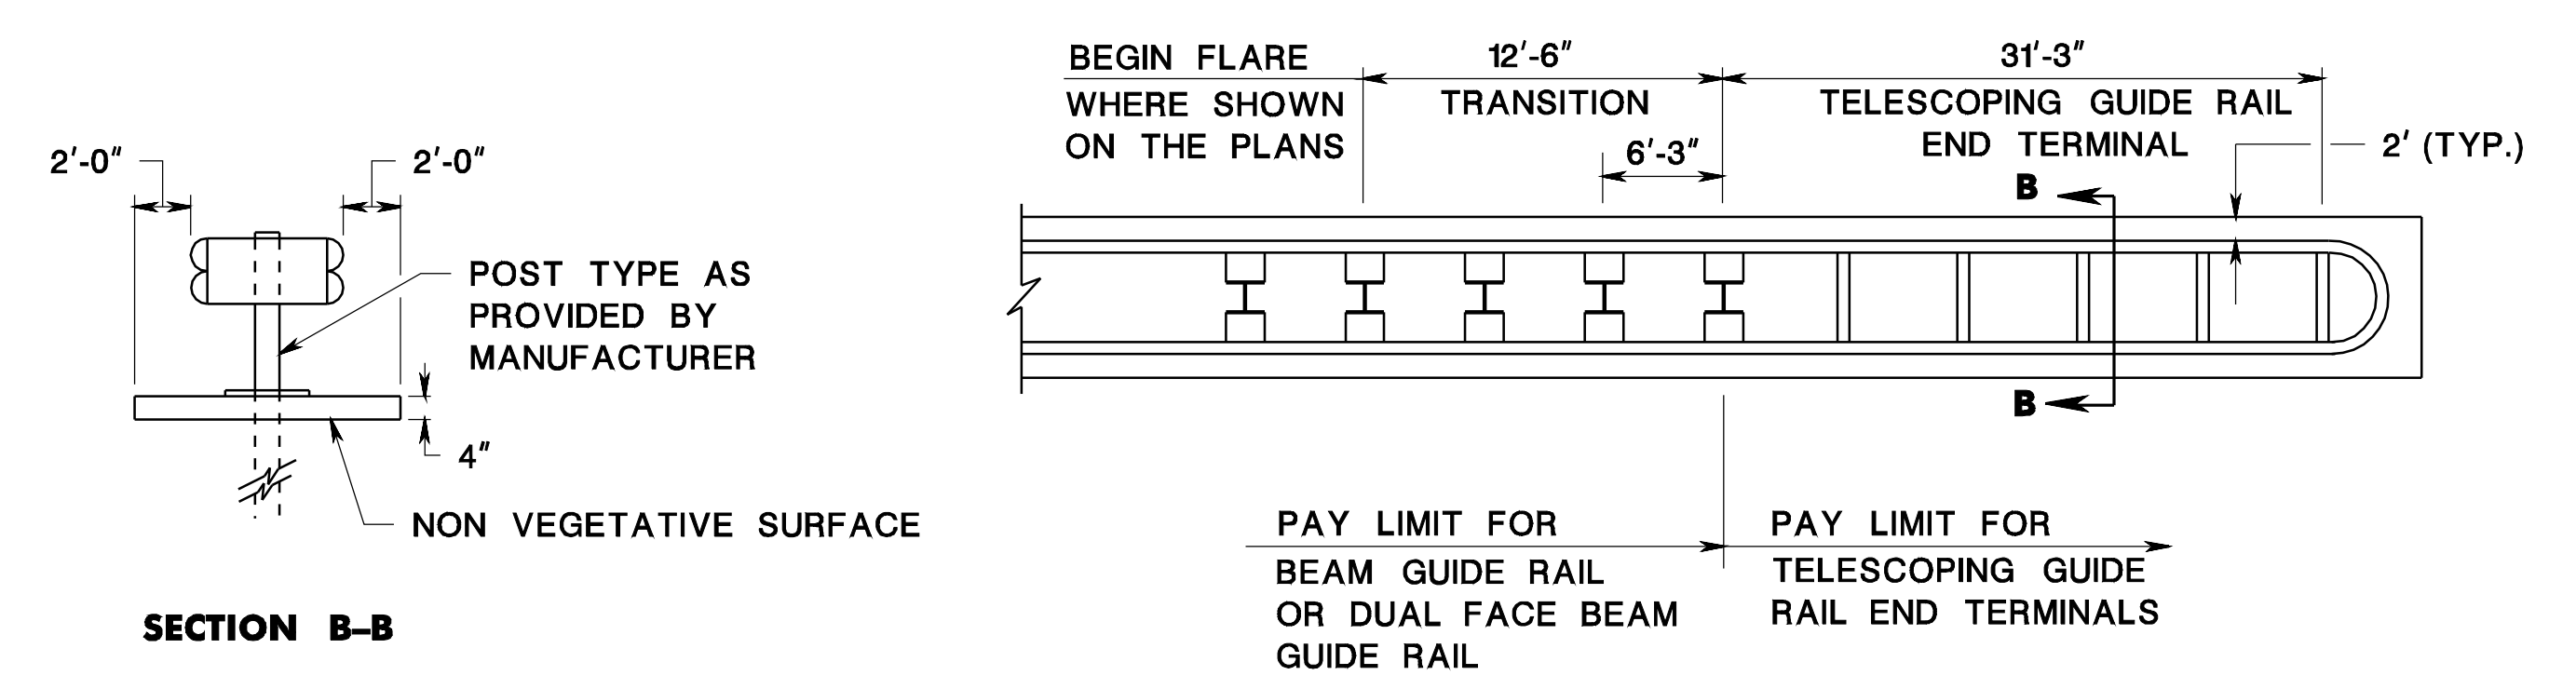 2'-0"
2'-0"
POST TYPE AS
PROVIDED BY
MANUFACTURER
4"
NON VEGETATIVE SURFACE
SECTION B–B
BEGIN FLARE
WHERE SHOWN
ON THE PLANS
12'-6"
TRANSITION
6'-3"
31'-3"
TELESCOPING GUIDE RAIL
END TERMINAL
2' (TYP.)
B
B
PAY LIMIT FOR
BEAM GUIDE RAIL
OR DUAL FACE BEAM
GUIDE RAIL
PAY LIMIT FOR
TELESCOPING GUIDE
RAIL END TERMINALS